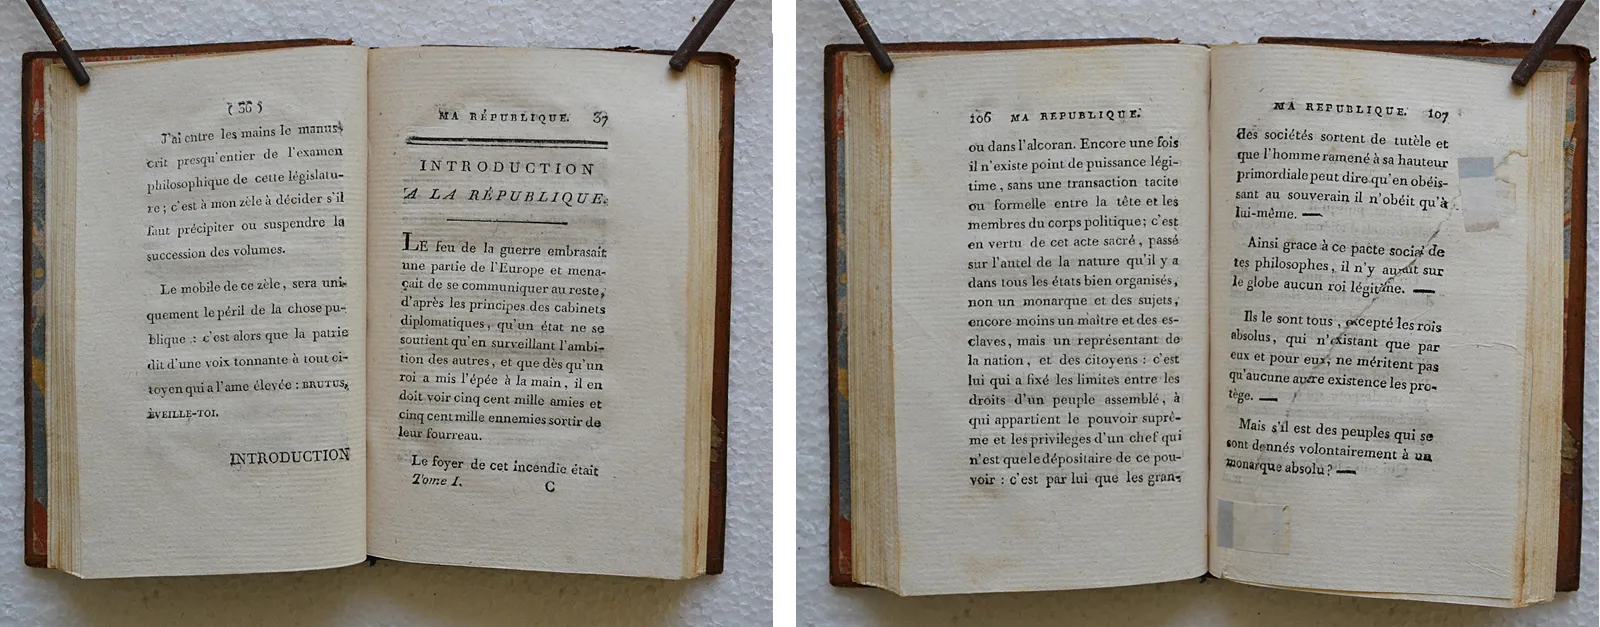 ( 36 )
J'ai entre les mains le manus-
crit presqu'entier de l'examen
philosophique de cette législatu-
re ; c'est à mon zèle à décider s'il
faut précipiter ou suspendre la
succession des volumes.
Le mobile de ce zèle, sera uni-
quement le péril de la chose pu-
blique : c'est alors que la patrie
dit d'une voix tonnante à tout ci-
toyen qui a l'ame élevée : BRUTUS,
ÉVEILLE-TOI.
INTRODUCTION
MA RÉPUBLIQUE. 37
INTRODUCTION
A LA RÉPUBLIQUE.
LE feu de la guerre embrasait
une partie de l'Europe et mena-
çait de se communiquer au reste,
d'après les principes des cabinets
diplomatiques, qu'un état ne se
soutient qu'en surveillant l'ambi-
tion des autres, et que dès qu'un
roi a mis l'épée à la main, il en
doit voir cinq cent mille amies et
cinq cent mille ennemies sortir de
leur fourreau.
Le foyer de cet incendie était
Tome I. C
106 MA REPUBLIQUE.
ou dans l'alcoran. Encore une fois
il n'existe point de puissance légi-
time, sans une transaction tacite
ou formelle entre la tête et les
membres du corps politique; c'est
en vertu de cet acte sacré, passé
sur l'autel de la nature qu'il y a
dans tous les états bien organisés,
non un monarque et des sujets,
encore moins un maître et des es-
claves, mais un représentant de
la nation, et des citoyens : c'est
lui qui a fixé les limites entre les
droits d'un peuple assemblé, à
qui appartient le pouvoir suprê-
me et les privileges d'un chef qui
n'est que le dépositaire de ce pou-
voir : c'est par lui que les gran-
MA REPUBLIQUE. 107
des sociétés sortent de tutèle et
que l'homme ramené à sa hauteur
primordiale peut dire qu'en obéis-
sant au souverain il n'obéit qu'à
lui-même. —
Ainsi grace à ce pacte social de
tes philosophes, il n'y aurait sur
le globe aucun roi légitime. —
Ils le sont tous, excepté les rois
absolus, qui n'existant que par
eux et pour eux, ne méritent pas
qu'aucune autre existence les pro-
tège. —
Mais s'il est des peuples qui se
sont donnés volontairement à un
monarque absolu ? —